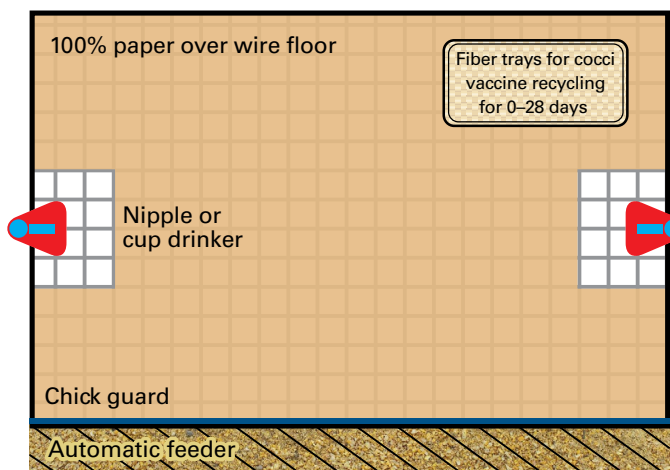 100% paper over wire floor
Fiber trays for cocci
vaccine recycling
for 0–28 days
Nipple or
cup drinker
Chick guard
Automatic feeder